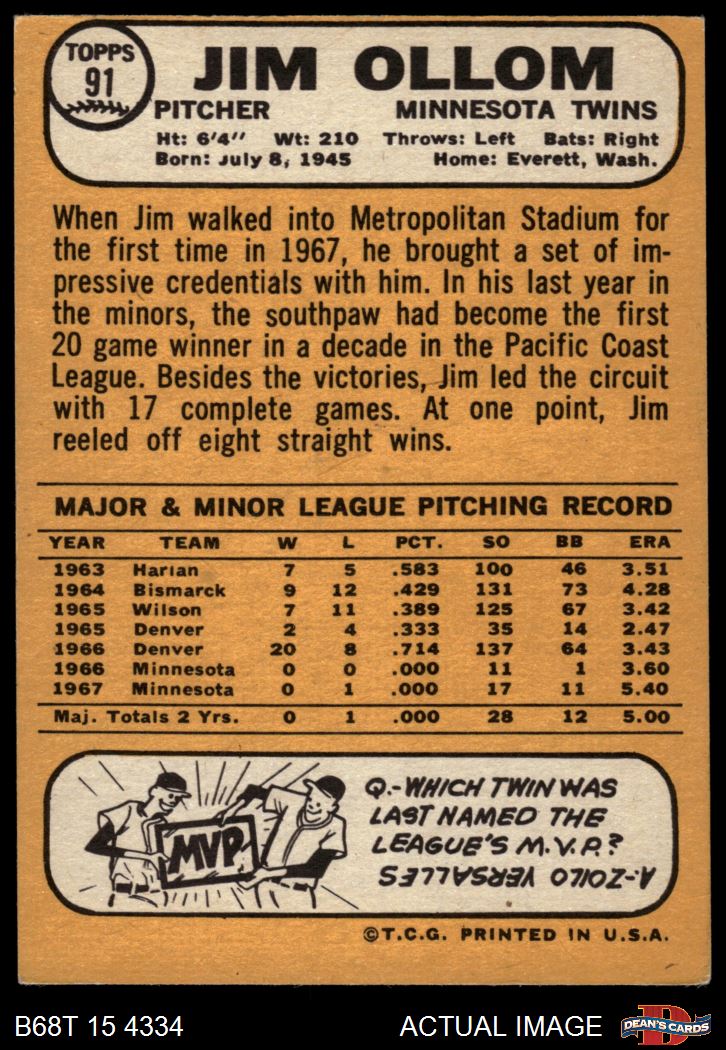 TOPPS
91
JIM OLLOM
PITCHER MINNESOTA TWINS
Ht: 6'4" Wt: 210 Throws: Left Bats: Right
Born: July 8, 1945 Home: Everett, Wash.
When Jim walked into Metropolitan Stadium for
the first time in 1967, he brought a set of im-
pressive credentials with him. In his last year in
the minors, the southpaw had become the first
20 game winner in a decade in the Pacific Coast
League. Besides the victories, Jim led the circuit
with 17 complete games. At one point, Jim
reeled off eight straight wins.
MAJOR & MINOR LEAGUE PITCHING RECORD
YEAR TEAM W L PCT. SO BB ERA
1963 Harlan 7 5 .583 100 46 3.51
1964 Bismarck 9 12 .429 131 73 4.28
1965 Wilson 7 11 .389 125 67 3.42
1965 Denver 2 4 .333 35 14 2.47
1966 Denver 20 8 .714 137 64 3.43
1966 Minnesota 0 0 .000 11 1 3.60
1967 Minnesota 0 1 .000 17 11 5.40
Maj. Totals 2 Yrs. 0 1 .000 28 12 5.00
MVP
Q.-WHICH TWIN WAS
LAST NAMED THE
LEAGUE'S M.V.P.?
A-ZOILO VERSALLES
©T.C.G. PRINTED IN U.S.A.
B68T 15 4334 ACTUAL IMAGE
D
DEAN'S CARDS